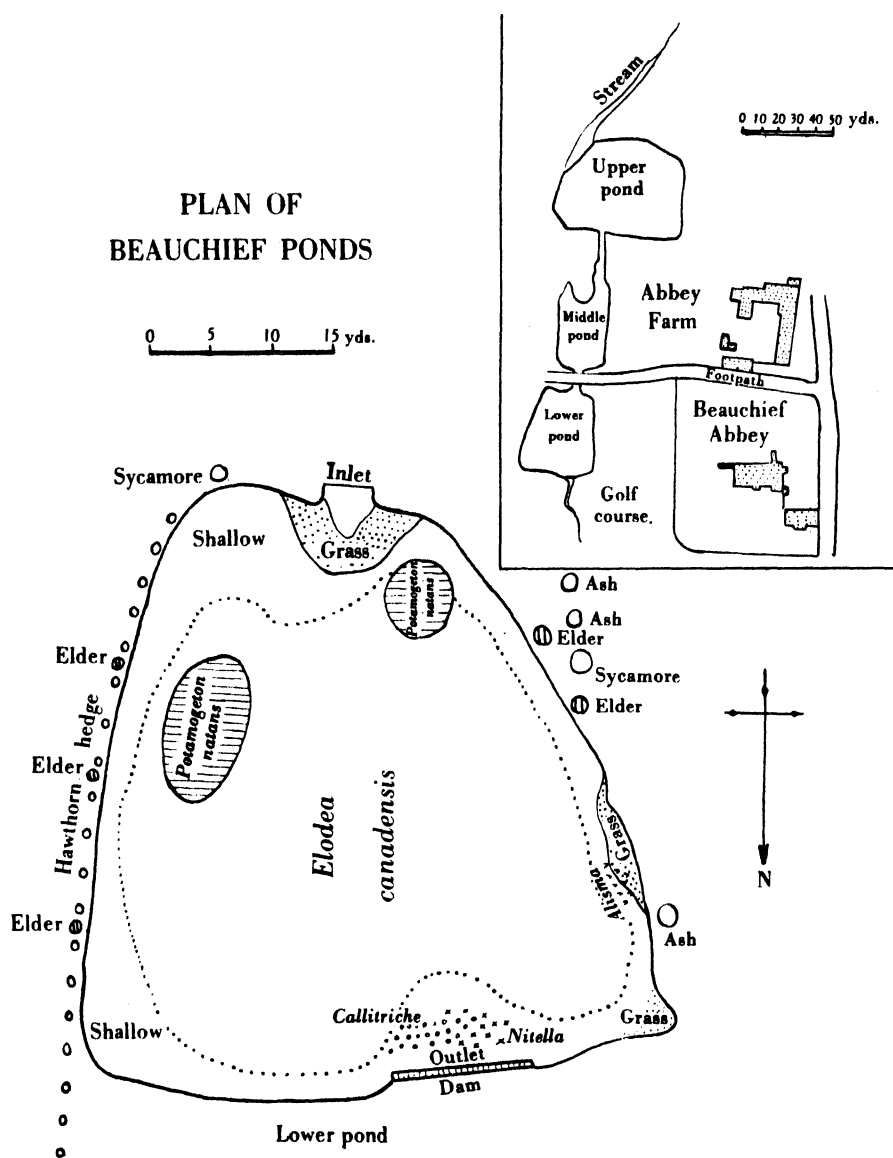 PLAN OF
BEAUCHIEF PONDS
0 5 10 15 yds.
Stream
0 10 20 30 40 50 yds.
Upper
pond
Abbey
Farm
Middle
pond
Footpath
Lower
pond
Beauchief
Abbey
Golf
course.
Sycamore
Inlet
Shallow
Grass
Potamogeton
natans
Ash
Ash
Elder
Sycamore
Elder
Elder
Potamogeton
natans
Elder
Hawthorn hedge
Elodea
canadensis
Grass
Alisma
N
Elder
Ash
Callitriche
Nitella
Grass
Shallow
Outlet
Dam
Lower pond